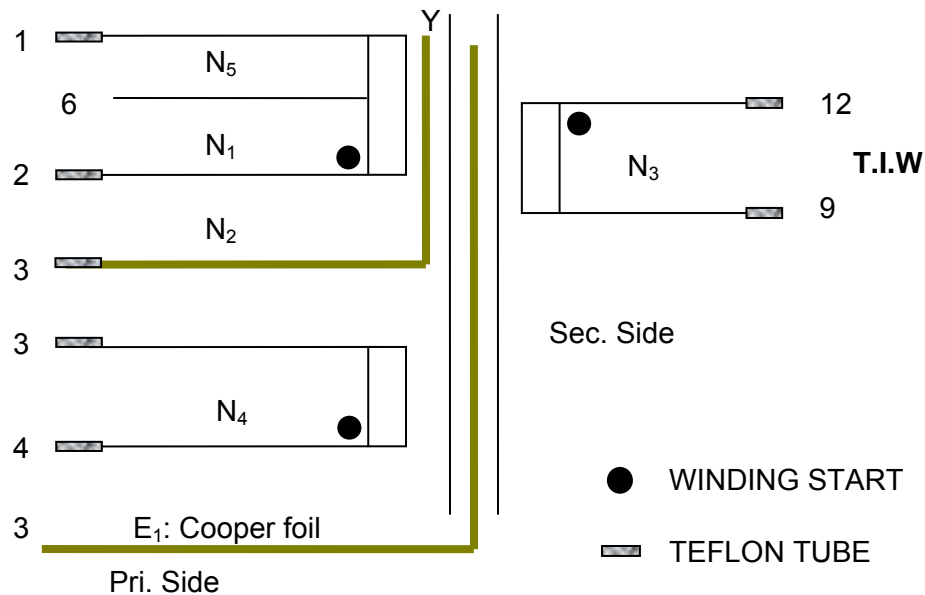 Y
1
N₅
6
12
N₁
N₃
T.I.W
2
9
N₂
3
3
Sec. Side
N₄
4
WINDING START
3
E₁: Cooper foil
TEFLON TUBE
Pri. Side